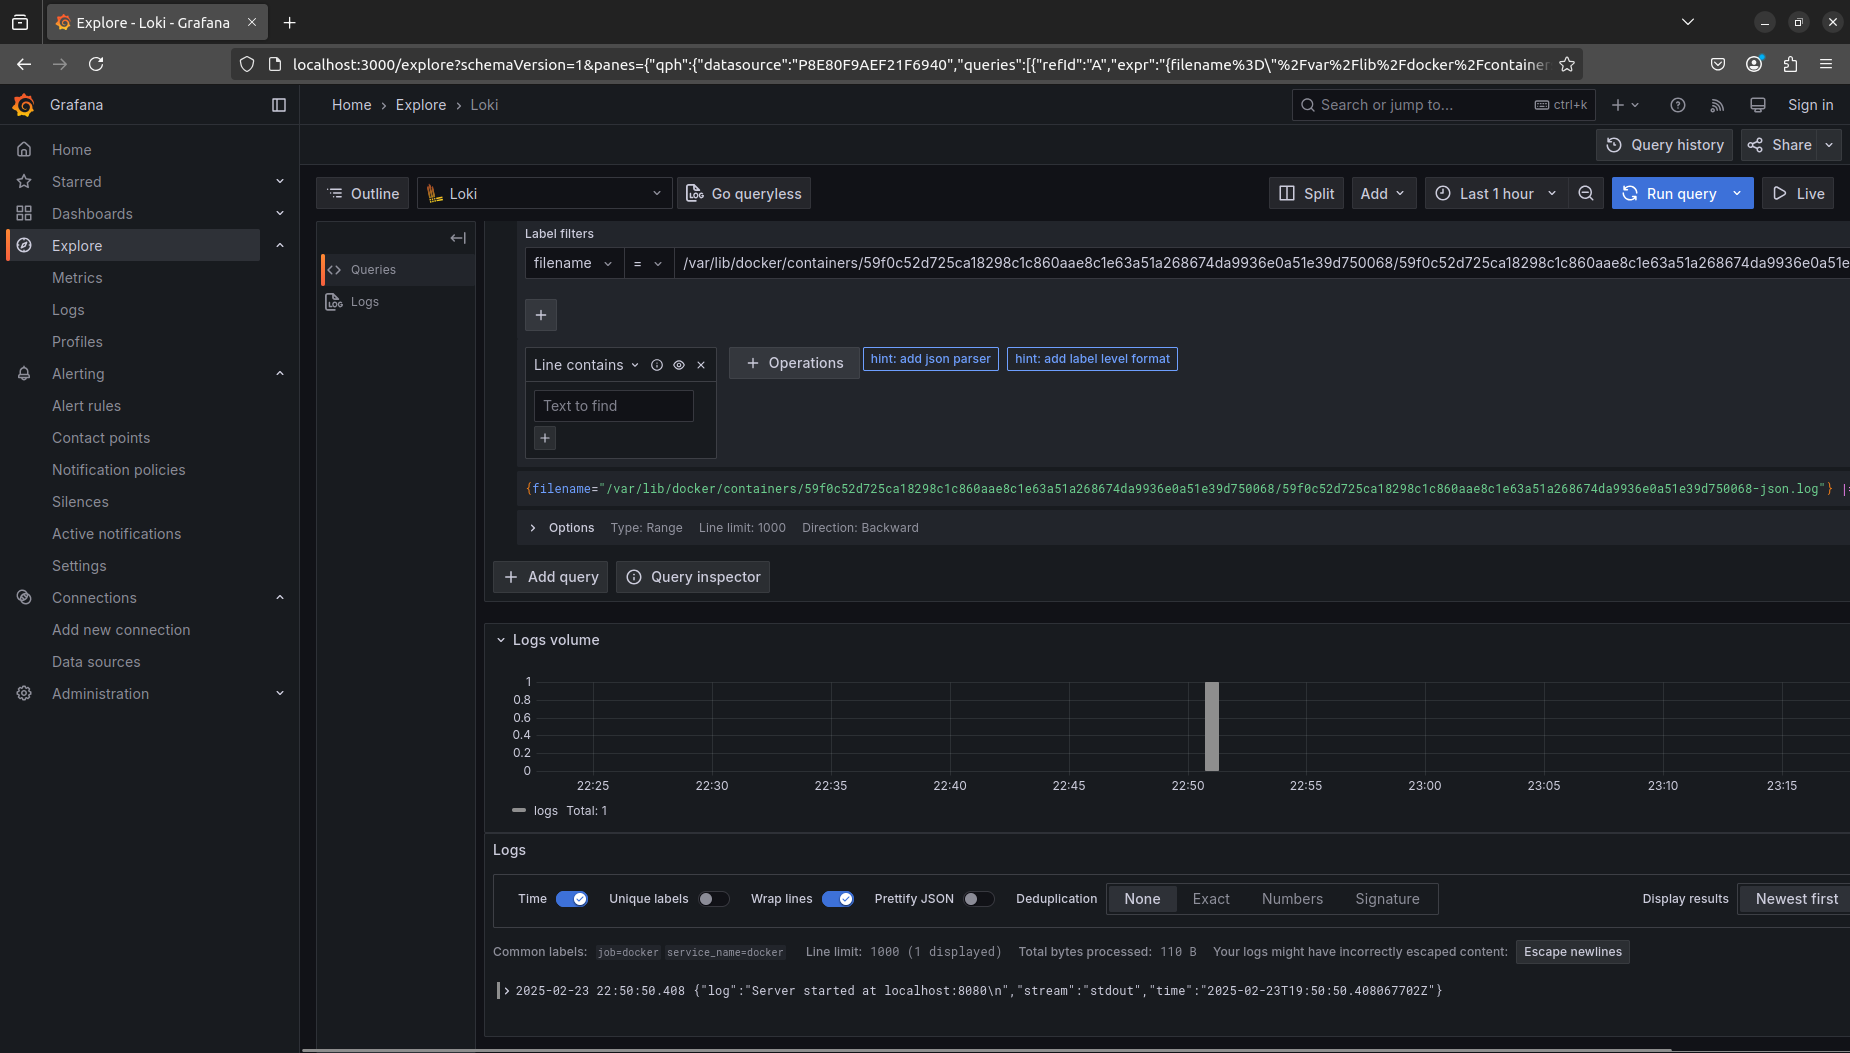 Explore - Loki - Grafana
localhost:3000/explore?schemaVersion=1&panes={"qph":{"datasource":"P8E80F9AEF21F6940","queries":[{"refId":"A","expr":"{filename%3D\"%2Fvar%2Flib%2Fdocker%2Fcontainer
Grafana
Home › Explore › Loki
Search or jump to... ctrl+k
Sign in
Query history
Share
Home
Starred
Dashboards
Explore
Metrics
Logs
Profiles
Alerting
Alert rules
Contact points
Notification policies
Silences
Active notifications
Settings
Connections
Add new connection
Data sources
Administration
Outline
Loki
Go queryless
Split
Add
Last 1 hour
Run query
Live
Queries
Logs
Label filters
filename = /var/lib/docker/containers/59f0c52d725ca18298c1c860aae8c1e63a51a268674da9936e0a51e39d750068/59f0c52d725ca18298c1c860aae8c1e63a51a268674da9936e0a51e
Line contains
+ Operations
hint: add json parser
hint: add label level format
Text to find
{filename="/var/lib/docker/containers/59f0c52d725ca18298c1c860aae8c1e63a51a268674da9936e0a51e39d750068/59f0c52d725ca18298c1c860aae8c1e63a51a268674da9936e0a51e39d750068-json.log"} |
Options Type: Range Line limit: 1000 Direction: Backward
+ Add query
Query inspector
Logs volume
1
0.8
0.6
0.4
0.2
0
22:25 22:30 22:35 22:40 22:45 22:50 22:55 23:00 23:05 23:10 23:15
logs Total: 1
Logs
Time Unique labels Wrap lines Prettify JSON Deduplication None Exact Numbers Signature Display results Newest first
Common labels: job=docker service_name=docker Line limit: 1000 (1 displayed) Total bytes processed: 110 B Your logs might have incorrectly escaped content: Escape newlines
2025-02-23 22:50:50.408 {"log":"Server started at localhost:8080\n","stream":"stdout","time":"2025-02-23T19:50:50.408067702Z"}